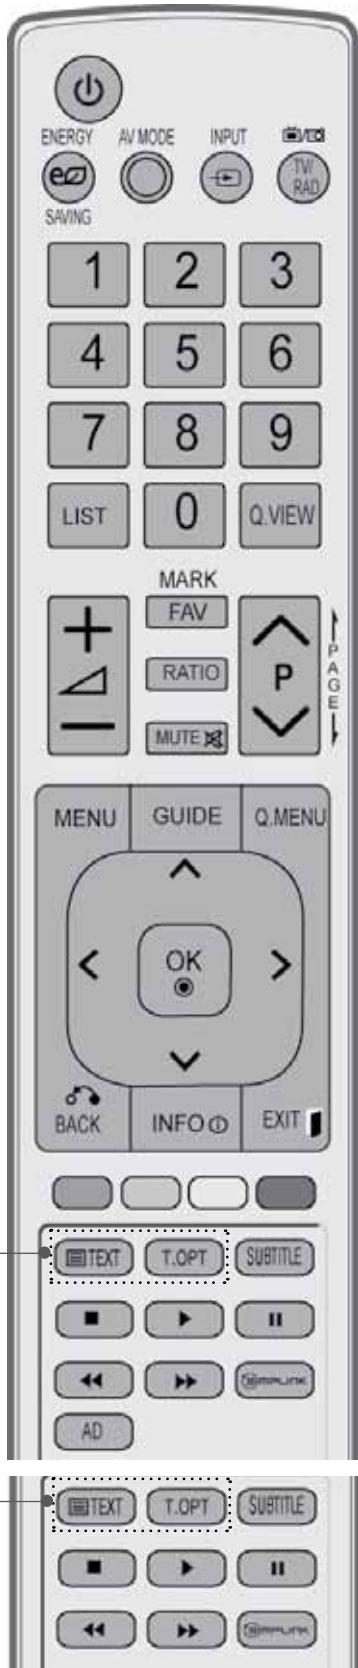 ENERGY AV MODE INPUT
TV/
RAD
SAVING
1 2 3
4 5 6
7 8 9
LIST 0 Q.VIEW
MARK
FAV
RATIO
MUTE
P
PAGE
MENU GUIDE Q.MENU
OK
BACK INFO EXIT
TEXT T.OPT SUBTITLE
SIMPLINK
AD
TEXT T.OPT SUBTITLE
SIMPLINK